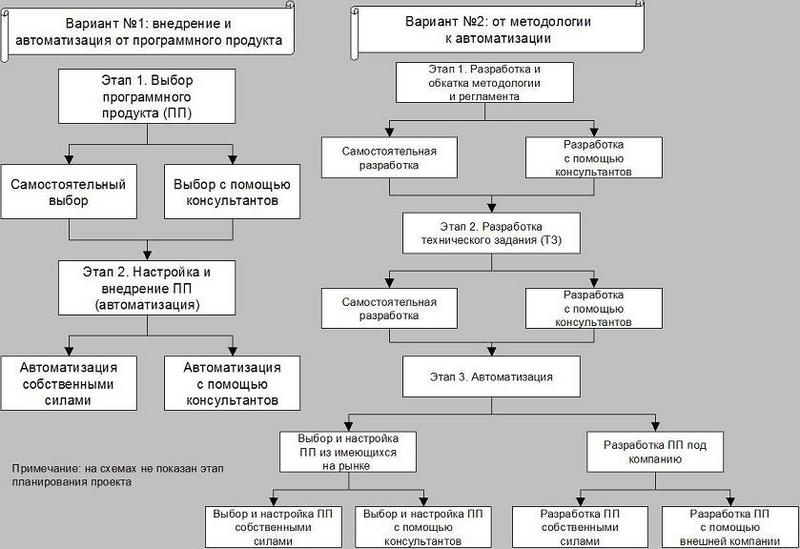 Вариант №1: внедрение и
автоматизация от программного продукта
Этап 1. Выбор
программного
продукта (ПП)
Самостоятельный
выбор
Выбор с помощью
консультантов
Этап 2. Настройка и
внедрение ПП
(автоматизация)
Автоматизация
собственными
силами
Автоматизация
с помощью
консультантов
Примечание: на схемах не показан этап
планирования проекта
Вариант №2: от методологии
к автоматизации
Этап 1. Разработка и
обкатка методологии
и регламента
Самостоятельная
разработка
Разработка
с помощью
консультантов
Этап 2. Разработка
технического задания (ТЗ)
Самостоятельная
разработка
Разработка
с помощью
консультантов
Этап 3. Автоматизация
Выбор и настройка
ПП из имеющихся
на рынке
Разработка ПП под
компанию
Выбор и настройка ПП
собственными
силами
Выбор и настройка ПП
с помощью
консультантов
Разработка ПП
собственными
силами
Разработка ПП
с помощью
внешней компании